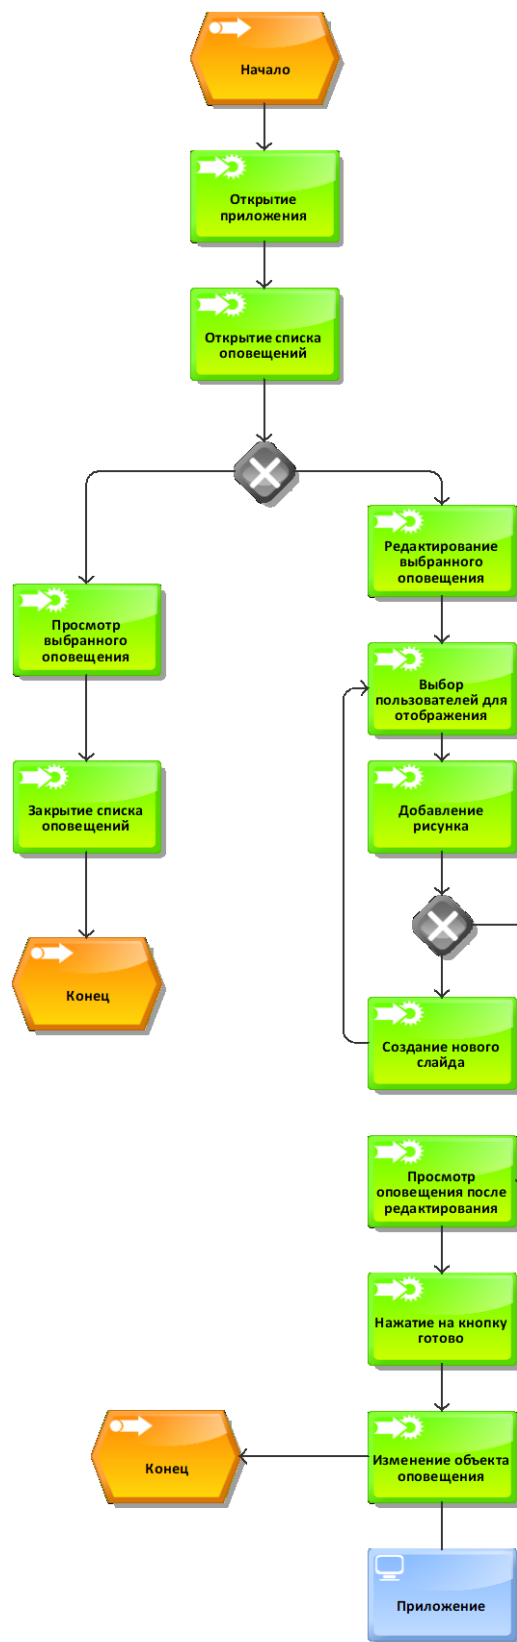 Начало
Открытие
приложения
Открытие списка
оповещений
Редактирование
выбранного
оповещения
Просмотр
выбранного
оповещения
Выбор
пользователей для
отображения
Закрытие списка
оповещений
Добавление
рисунка
Конец
Создание нового
слайда
Просмотр
оповещения после
редактирования
Нажатие на кнопку
готово
Изменение объекта
оповещения
Конец
Приложение